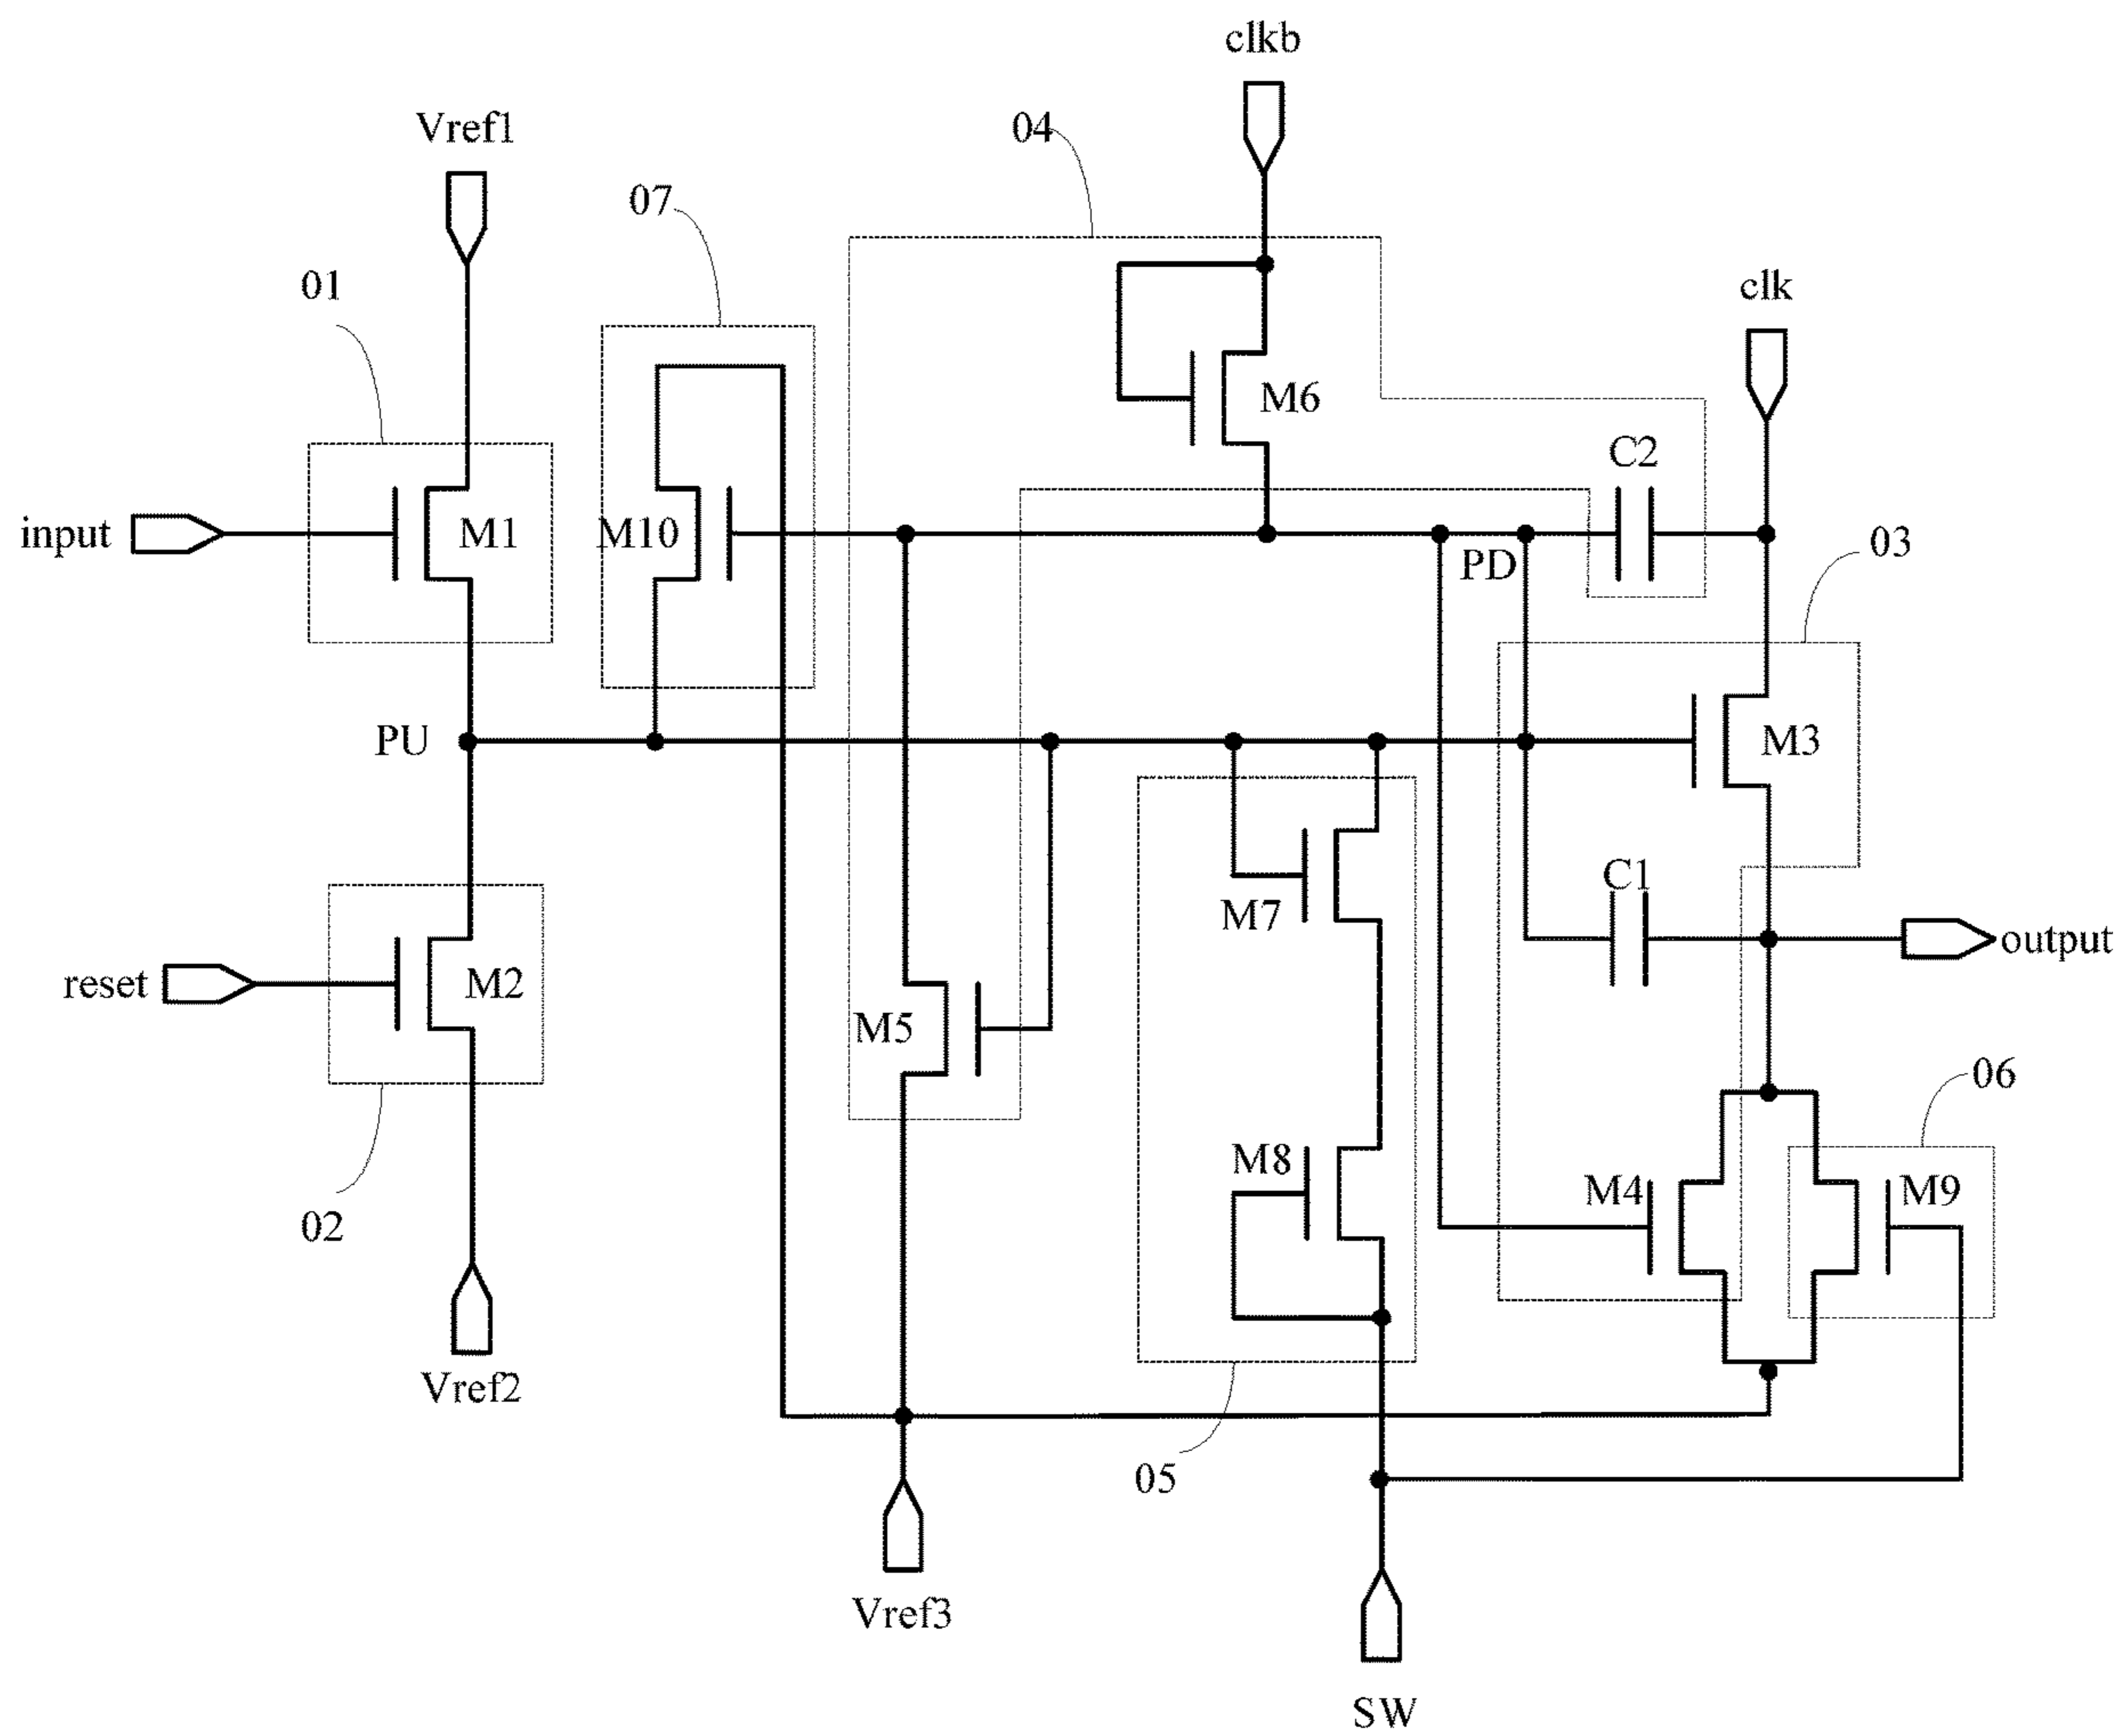 clkb
Vref1
04
07
01
clk
M6
C2
input
M1
M10
PD
03
PU
M3
C1
M7
output
reset
M2
M5
06
M8
M4
M9
02
Vref2
05
Vref3
SW